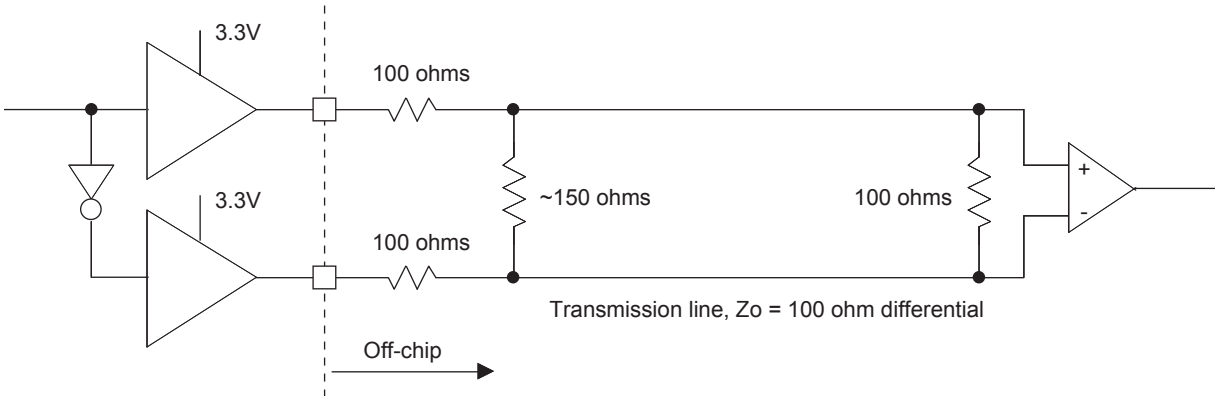 3.3V
100 ohms
3.3V
~150 ohms
100 ohms
100 ohms
+
-
Transmission line, Zo = 100 ohm differential
Off-chip